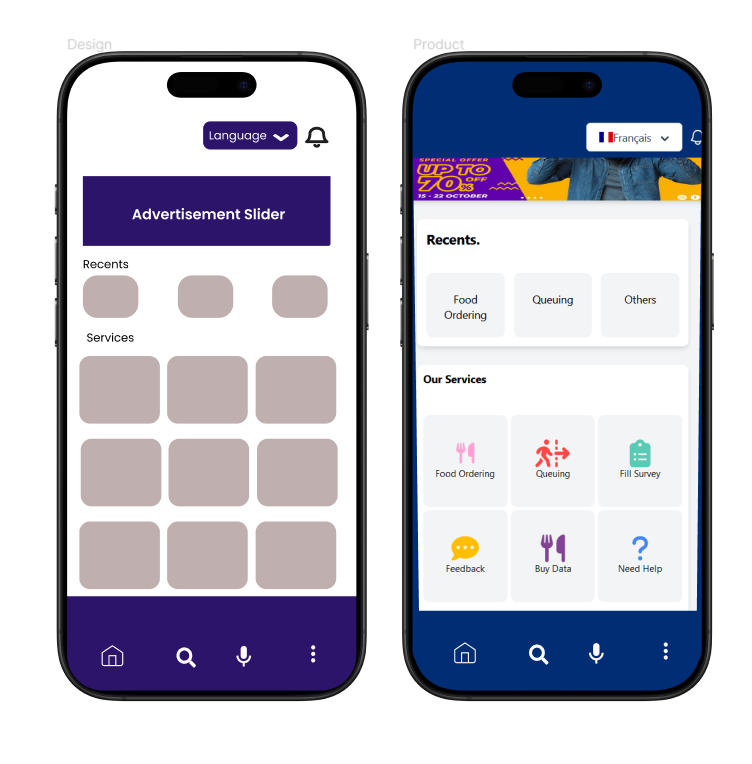 Design
Language
Advertisement Slider
Recents
Services
Product
Français
SPECIAL OFFER
UP TO
70% OFF
15 - 22 OCTOBER
Recents.
Food
Ordering
Queuing
Others
Our Services
Food Ordering
Queuing
Fill Survey
Feedback
Buy Data
Need Help